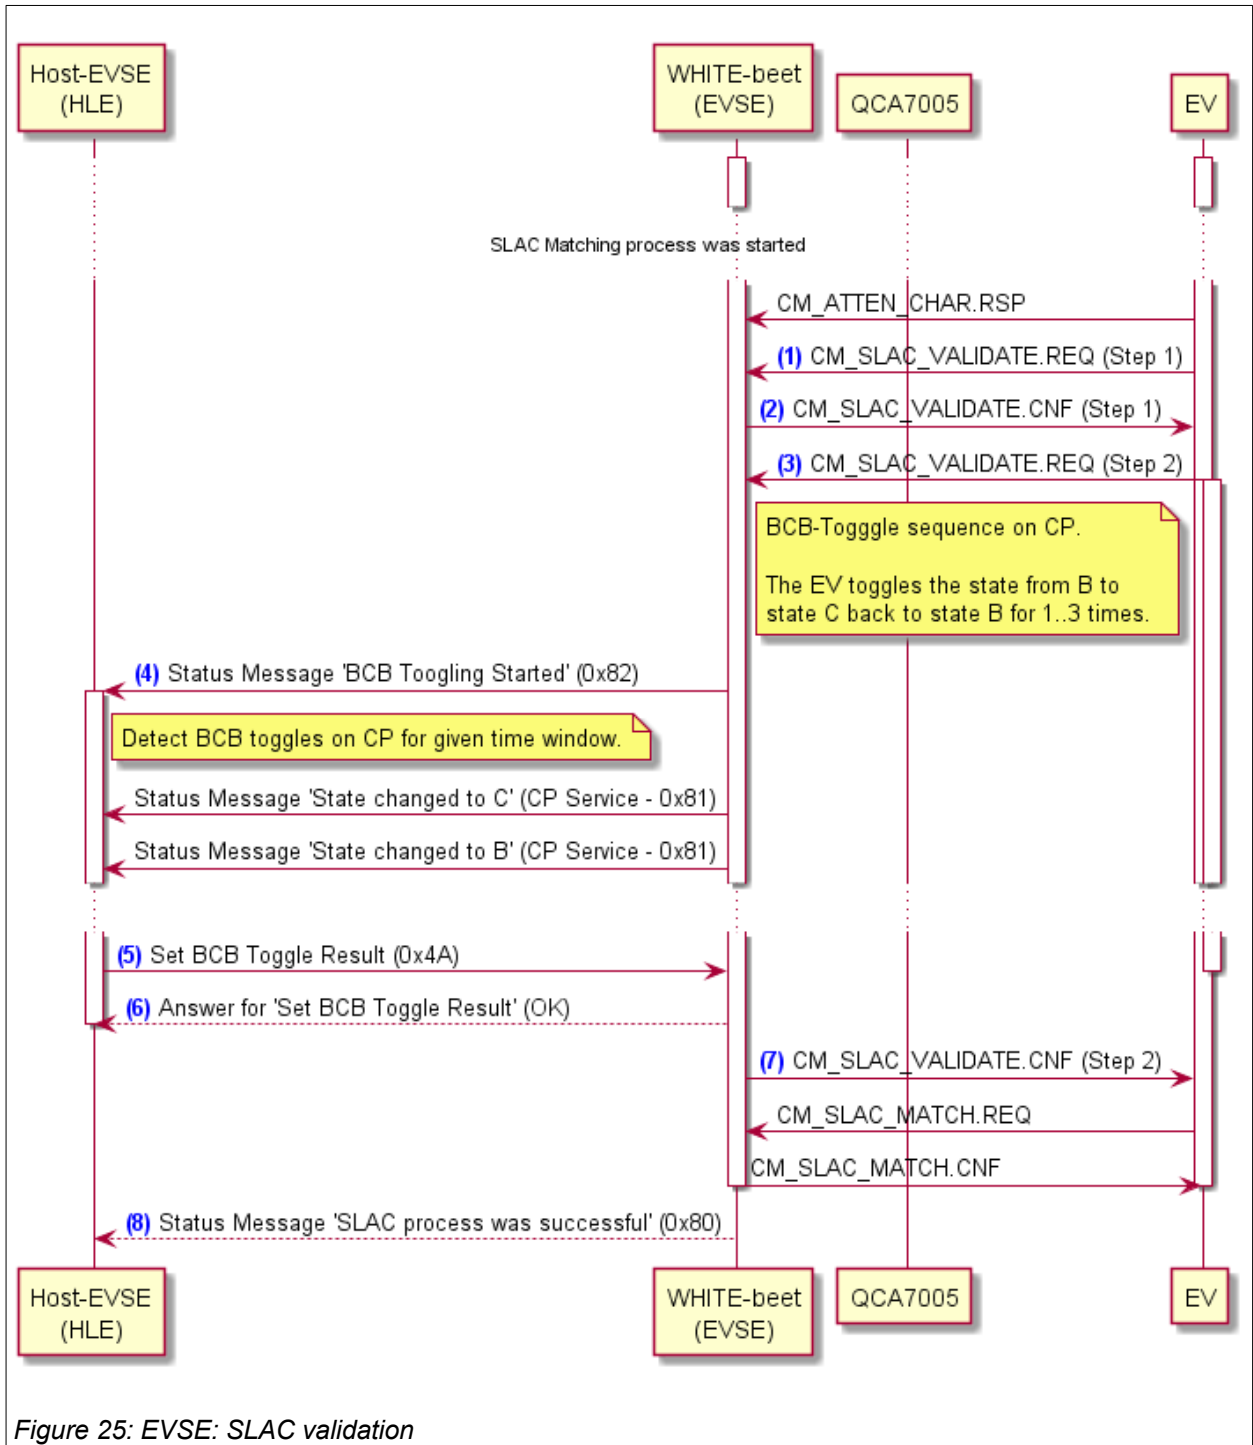 Host-EVSE
(HLE)
WHITE-beet
(EVSE)
QCA7005
EV
SLAC Matching process was started
CM_ATTEN_CHAR.RSP
(1) CM_SLAC_VALIDATE.REQ (Step 1)
(2) CM_SLAC_VALIDATE.CNF (Step 1)
(3) CM_SLAC_VALIDATE.REQ (Step 2)
BCB-Togggle sequence on CP.
The EV toggles the state from B to
state C back to state B for 1..3 times.
(4) Status Message 'BCB Toogling Started' (0x82)
Detect BCB toggles on CP for given time window.
Status Message 'State changed to C' (CP Service - 0x81)
Status Message 'State changed to B' (CP Service - 0x81)
(5) Set BCB Toggle Result (0x4A)
(6) Answer for 'Set BCB Toggle Result' (OK)
(7) CM_SLAC_VALIDATE.CNF (Step 2)
CM_SLAC_MATCH.REQ
CM_SLAC_MATCH.CNF
(8) Status Message 'SLAC process was successful' (0x80)
Host-EVSE
(HLE)
WHITE-beet
(EVSE)
QCA7005
EV
Figure 25: EVSE: SLAC validation